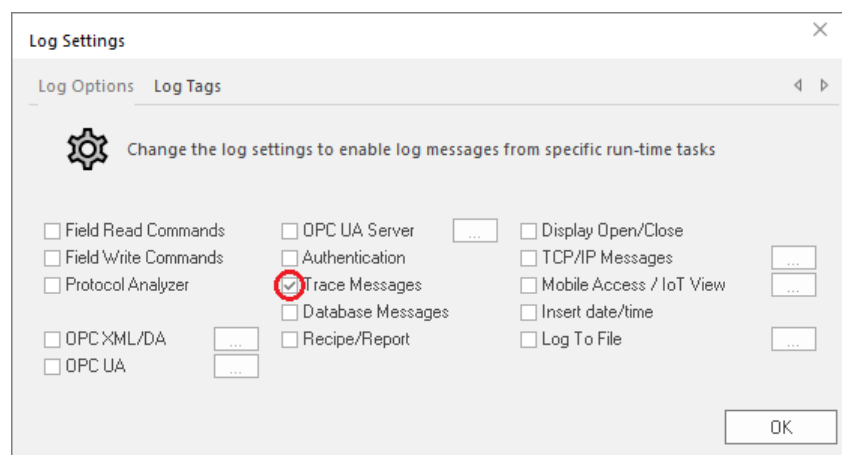 Log Settings
Log Options Log Tags
Change the log settings to enable log messages from specific run-time tasks
Field Read Commands
Field Write Commands
Protocol Analyzer
OPC XML/DA ...
OPC UA ...
OPC UA Server ...
Authentication
Trace Messages
Database Messages
Recipe/Report
Display Open/Close
TCP/IP Messages ...
Mobile Access / IoT View ...
Insert date/time
Log To File ...
OK